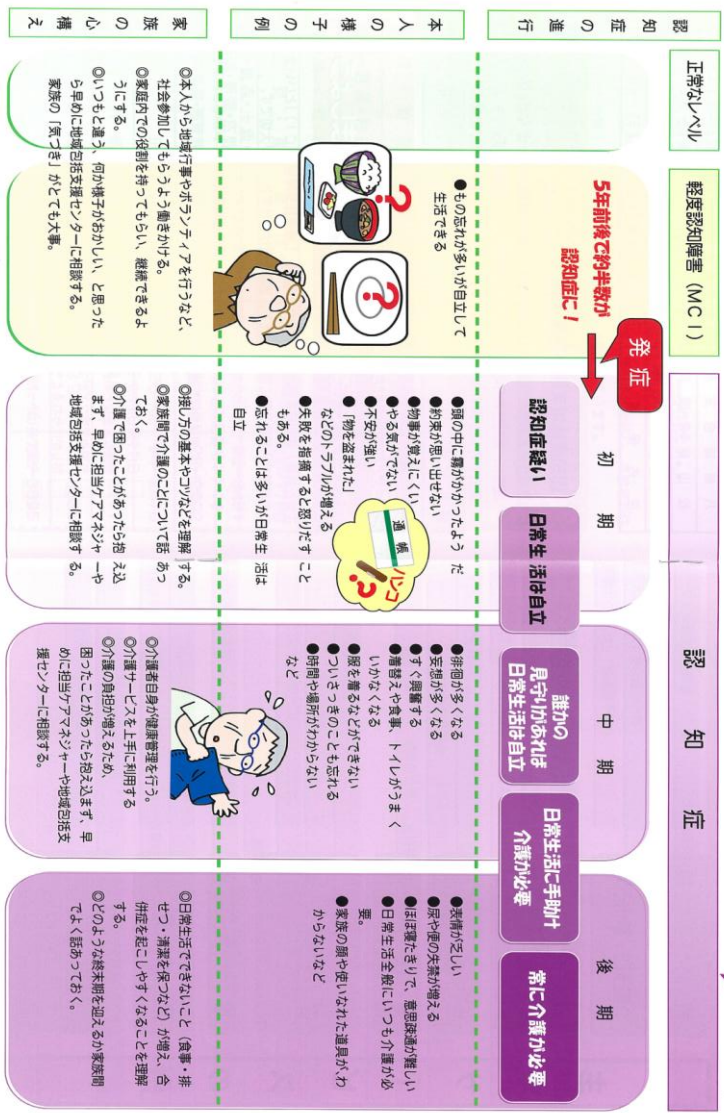 認知症の進行
正常なレベル
軽度認知障害（ＭＣＩ）
認　知　症
5年前後で約半数が
認知症に！
発症
初　期
中　期
後　期
認知症疑い
日常生 活は自立
誰かの
見守りがあれば
日常生活は自立
日常生活に手助け
介護が必要
常に介護が必要
本人の様子の例
●もの忘れが多いが自立して
生活できる
?
?
●頭の中に霧がかかったよう だ
●約束が思い出せない
●物事が覚えにくい
●やる気がでない
●不安が強い
●「物を盗まれた」
などのトラブルが増える
●失敗を指摘すると怒りだす こと
もある。
●忘れることは多いが日常生 活は
自立
通帳
ハンコ
?
●徘徊が多くなる
●妄想が多くなる
●すぐ興奮する
●着替えや食事、トイレがうま く
いかなくなる
●服を着るなどができない
●ついさっきのことも忘れる
●時間や場所がわからない
など
●表情が乏しい
●尿や便の失禁が増える
●ほぼ寝たきりで、意思疎通が難しい
●日常生活全般にいつも介護が必
要。
●家族の顔や使いなれた道具が、わ
からないなど
家族の心構え
◎本人から地域行事やボランティアを行うなど、
社会参加してもらうよう働きかける。
◎家庭内での役割を持ってもらい、継続できるよ
うにする。
◎いつもと違う、何か様子がおかしい、と思った
ら早めに地域包括支援センターに相談する。
家族の「気づき」がとても大事。
◎接し方の基本やコツなどを理解 する。
◎家族間で介護のことについて話 あっ
ておく。
◎介護で困ったことがあったら抱 え込
まず、早めに担当ケアマネジャ ーや
地域包括支援センターに相談す る。
◎介護者自身が健康管理を行う。
◎介護サービスを上手に利用する
◎介護の負担が増えるため、
困ったことがあったら抱え込まず、早
めに担当ケアマネジャーや地域包括支
援センターに相談する。
◎日常生活でできないこと（食事・排
せつ・清潔を保つなど）が増え、合
併症を起こしやすくなることを理解
する。
◎どのような終末期を迎えるか家族間
でよく話あっておく。